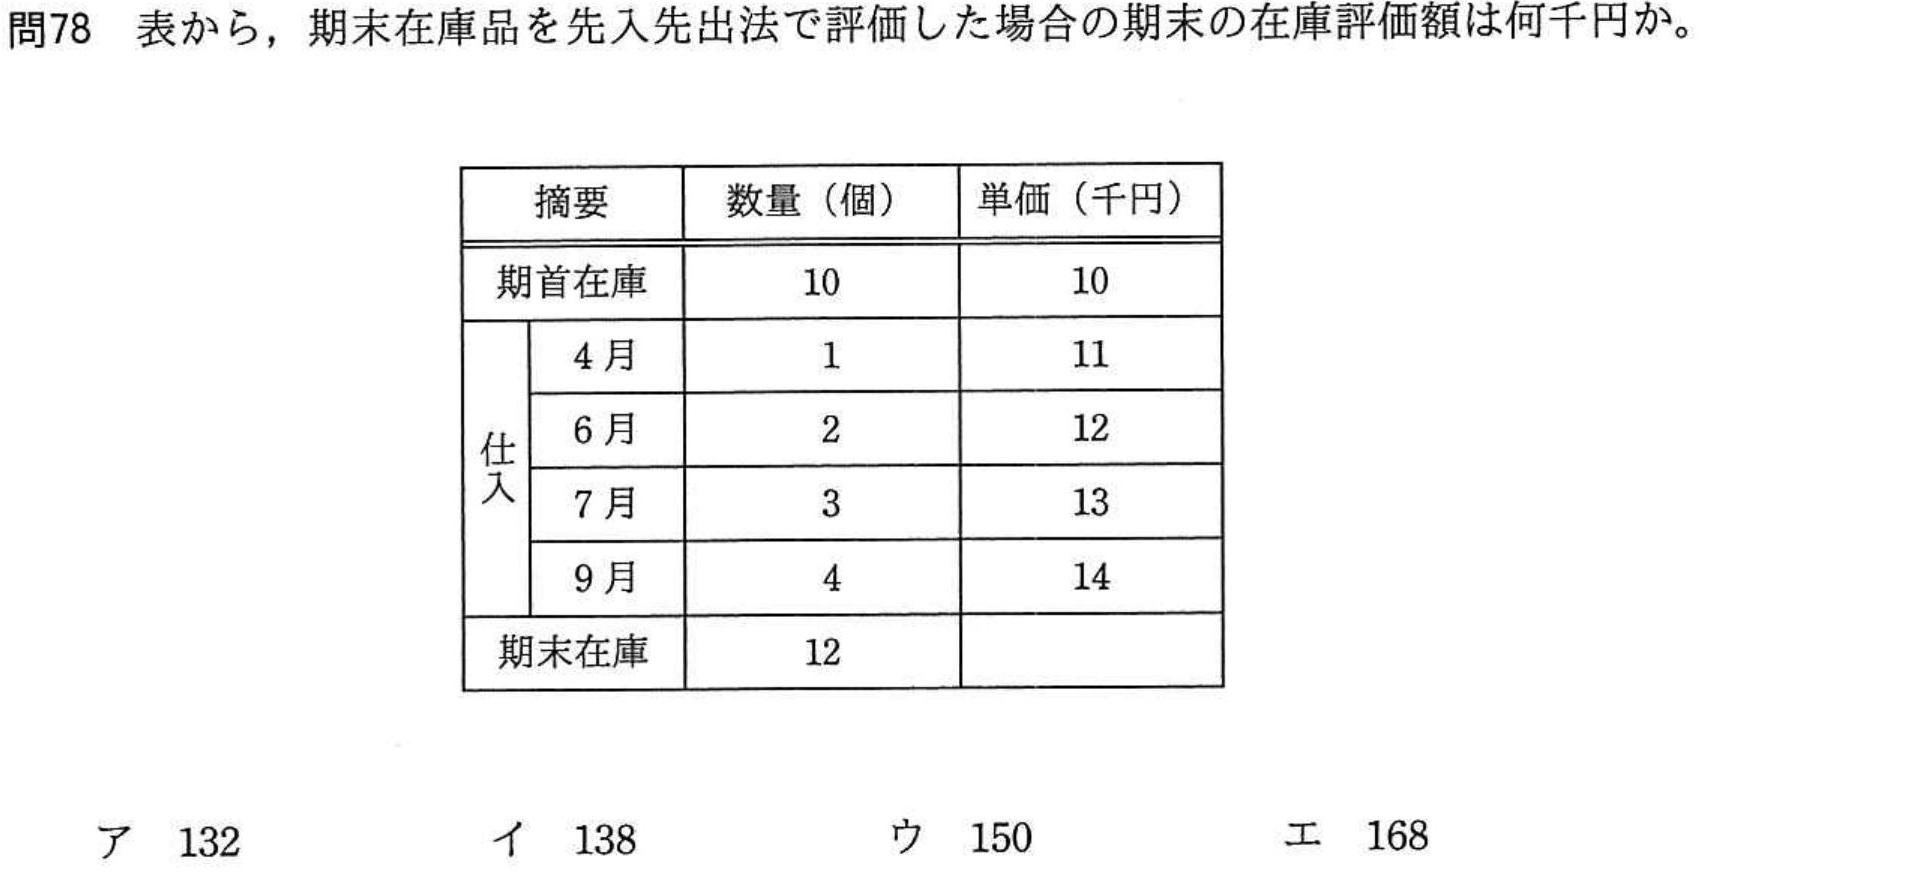 問78 表から，期末在庫品を先入先出法で評価した場合の期末の在庫評価額は何千円か。
摘要 数量（個） 単価（千円）
期首在庫 10 10
仕入
4月 1 11
6月 2 12
7月 3 13
9月 4 14
期末在庫 12
ア 132 イ 138 ウ 150 エ 168